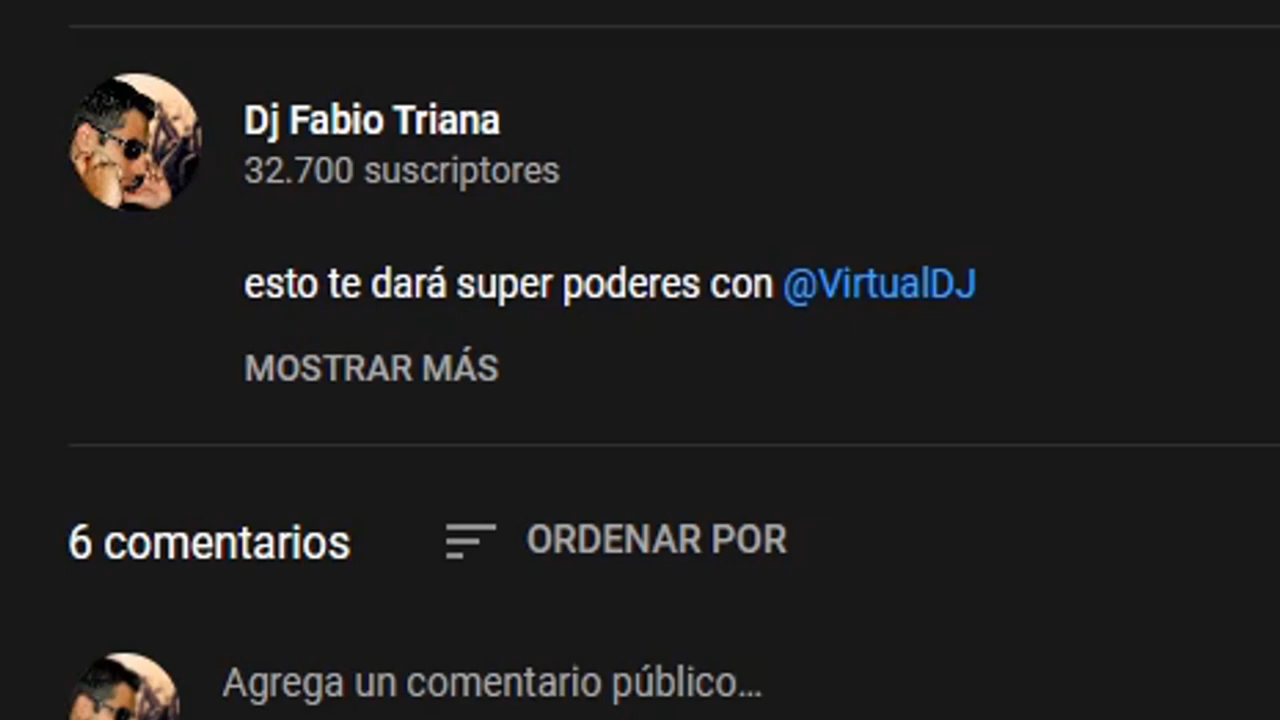 Dj Fabio Triana
32.700 suscriptores
esto te dará super poderes con @VirtualDJ
MOSTRAR MÁS
6 comentarios ORDENAR POR
Agrega un comentario público...